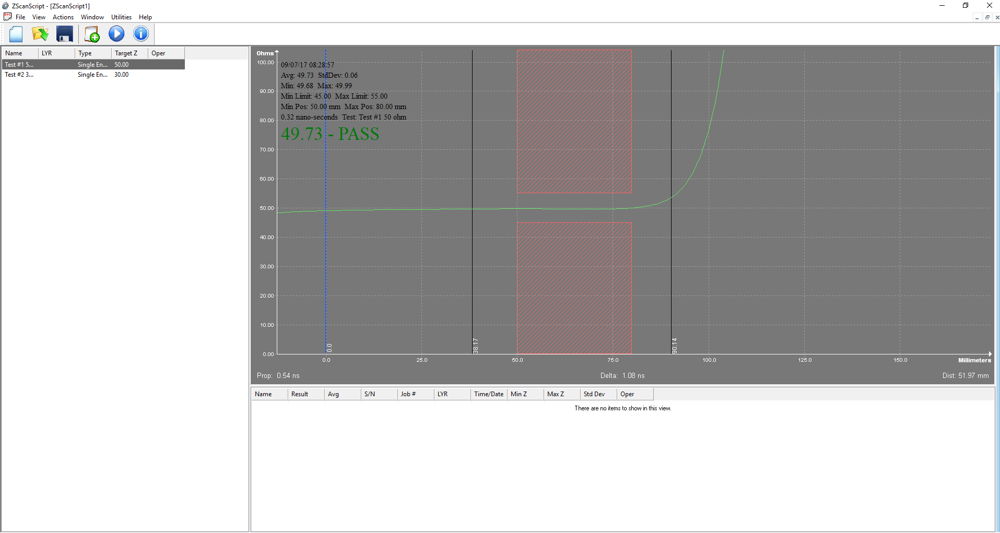 ZScanScript - [ZScanScript1]
File View Actions Window Utilities Help
Name LYR Type Target Z Oper
Test #1 5... Single En... 50.00
Test #2 3... Single En... 30.00
Ohms
100.00
90.00
80.00
70.00
60.00
50.00
40.00
30.00
20.00
10.00
0.00
09/07/17 08:28:57
Avg: 49.73 StdDev: 0.06
Min: 49.68 Max: 49.99
Min Limit: 45.00 Max Limit: 55.00
Min Pos: 50.00 mm Max Pos: 80.00 mm
0.32 nano-seconds Test: Test #1 50 ohm
49.73 - PASS
0.0
38.17
90.14
0.0 25.0 50.0 75.0 100.0 125.0 150.0 Millimeters
Prop: 0.54 ns Delta: 1.08 ns Dist: 51.97 mm
Name Result Avg S/N Job # LYR Time/Date Min Z Max Z Std Dev Oper
There are no items to show in this view.